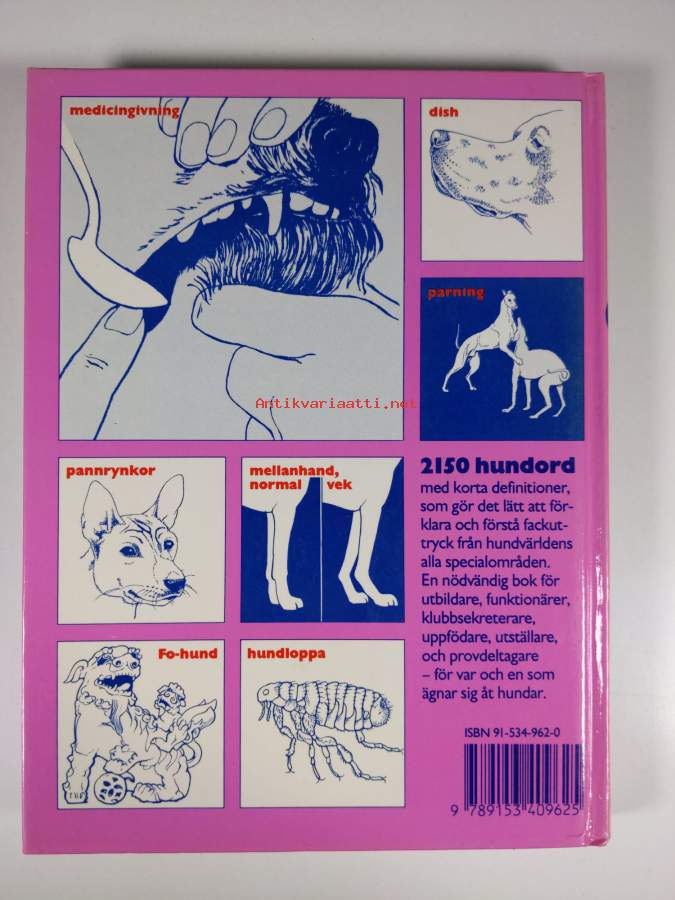 medicingivning
dish
parning
Antikvariaatti.net
pannrynkor
mellanhand,
normal vek
2150 hundord
med korta definitioner,
som gör det lätt att för-
klara och förstå fackut-
tryck från hundvärldens
alla specialområden.
En nödvändig bok för
utbildare, funktionärer,
klubbsekreterare,
uppfödare, utställare,
och provdeltagare
– för var och en som
ägnar sig åt hundar.
Fo-hund
hundloppa
ISBN 91-534-962-0
9 789153 409625